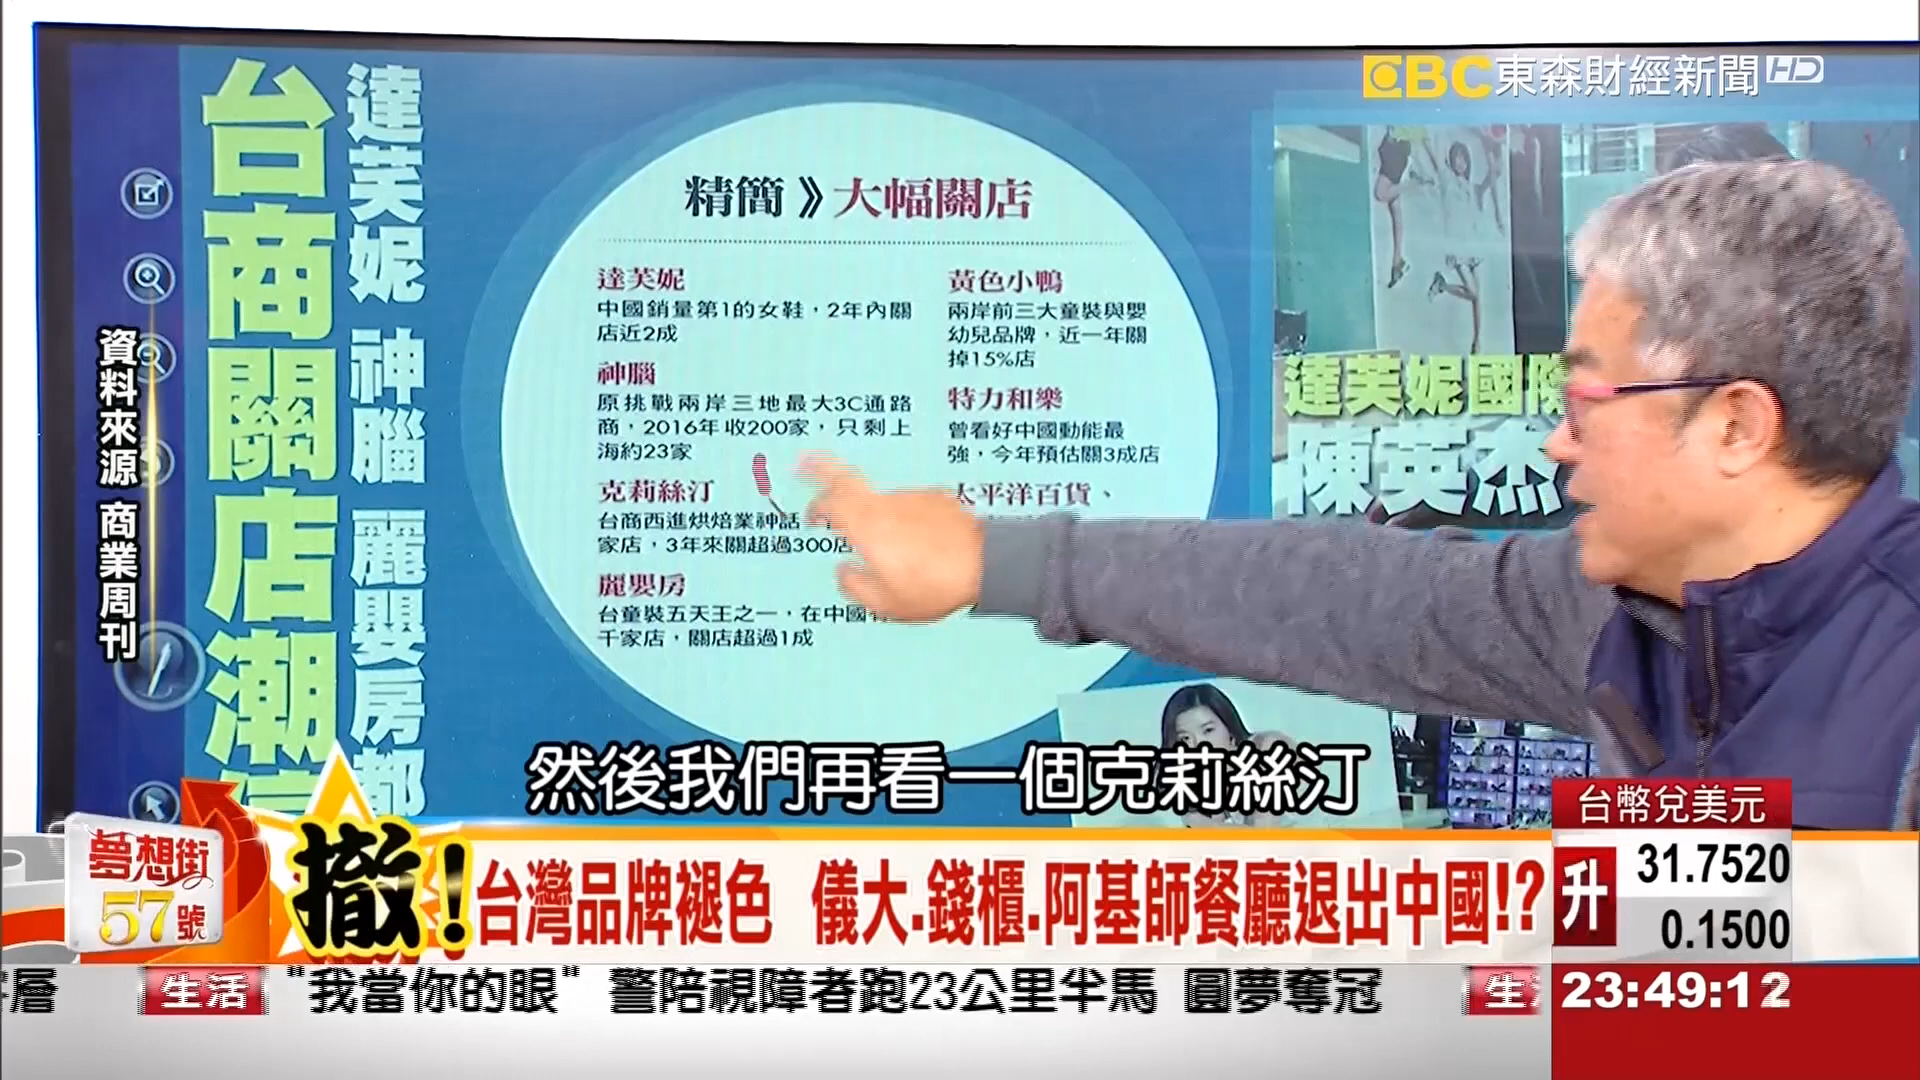 EBC東森財經新聞HD
達芙妮 神腦 麗嬰房都
台商關店潮
資料來源 商業周刊
精簡》大幅關店
達芙妮
中國銷量第1的女鞋，2年內關
店近2成
神腦
原挑戰兩岸三地最大3C通路
商，2016年收200家，只剩上
海約23家
克莉絲汀
台商西進烘焙業神話
家店，3年來關超過300店
麗嬰房
台童裝五天王之一，在中國
千家店，關店超過1成
黃色小鴨
兩岸前三大童裝與嬰
幼兒品牌，近一年關
掉15%店
特力和樂
曾看好中國動能最
強，今年預估關3成店
太平洋百貨、
達芙妮國際
陳英杰
然後我們再看一個克莉絲汀
夢想街
57號
撤！台灣品牌褪色 儀大.錢櫃.阿基師餐廳退出中國!?
台幣兌美元
升 31.7520
0.1500
層 生活 "我當你的眼" 警陪視障者跑23公里半馬 圓夢奪冠 生
23:49:12